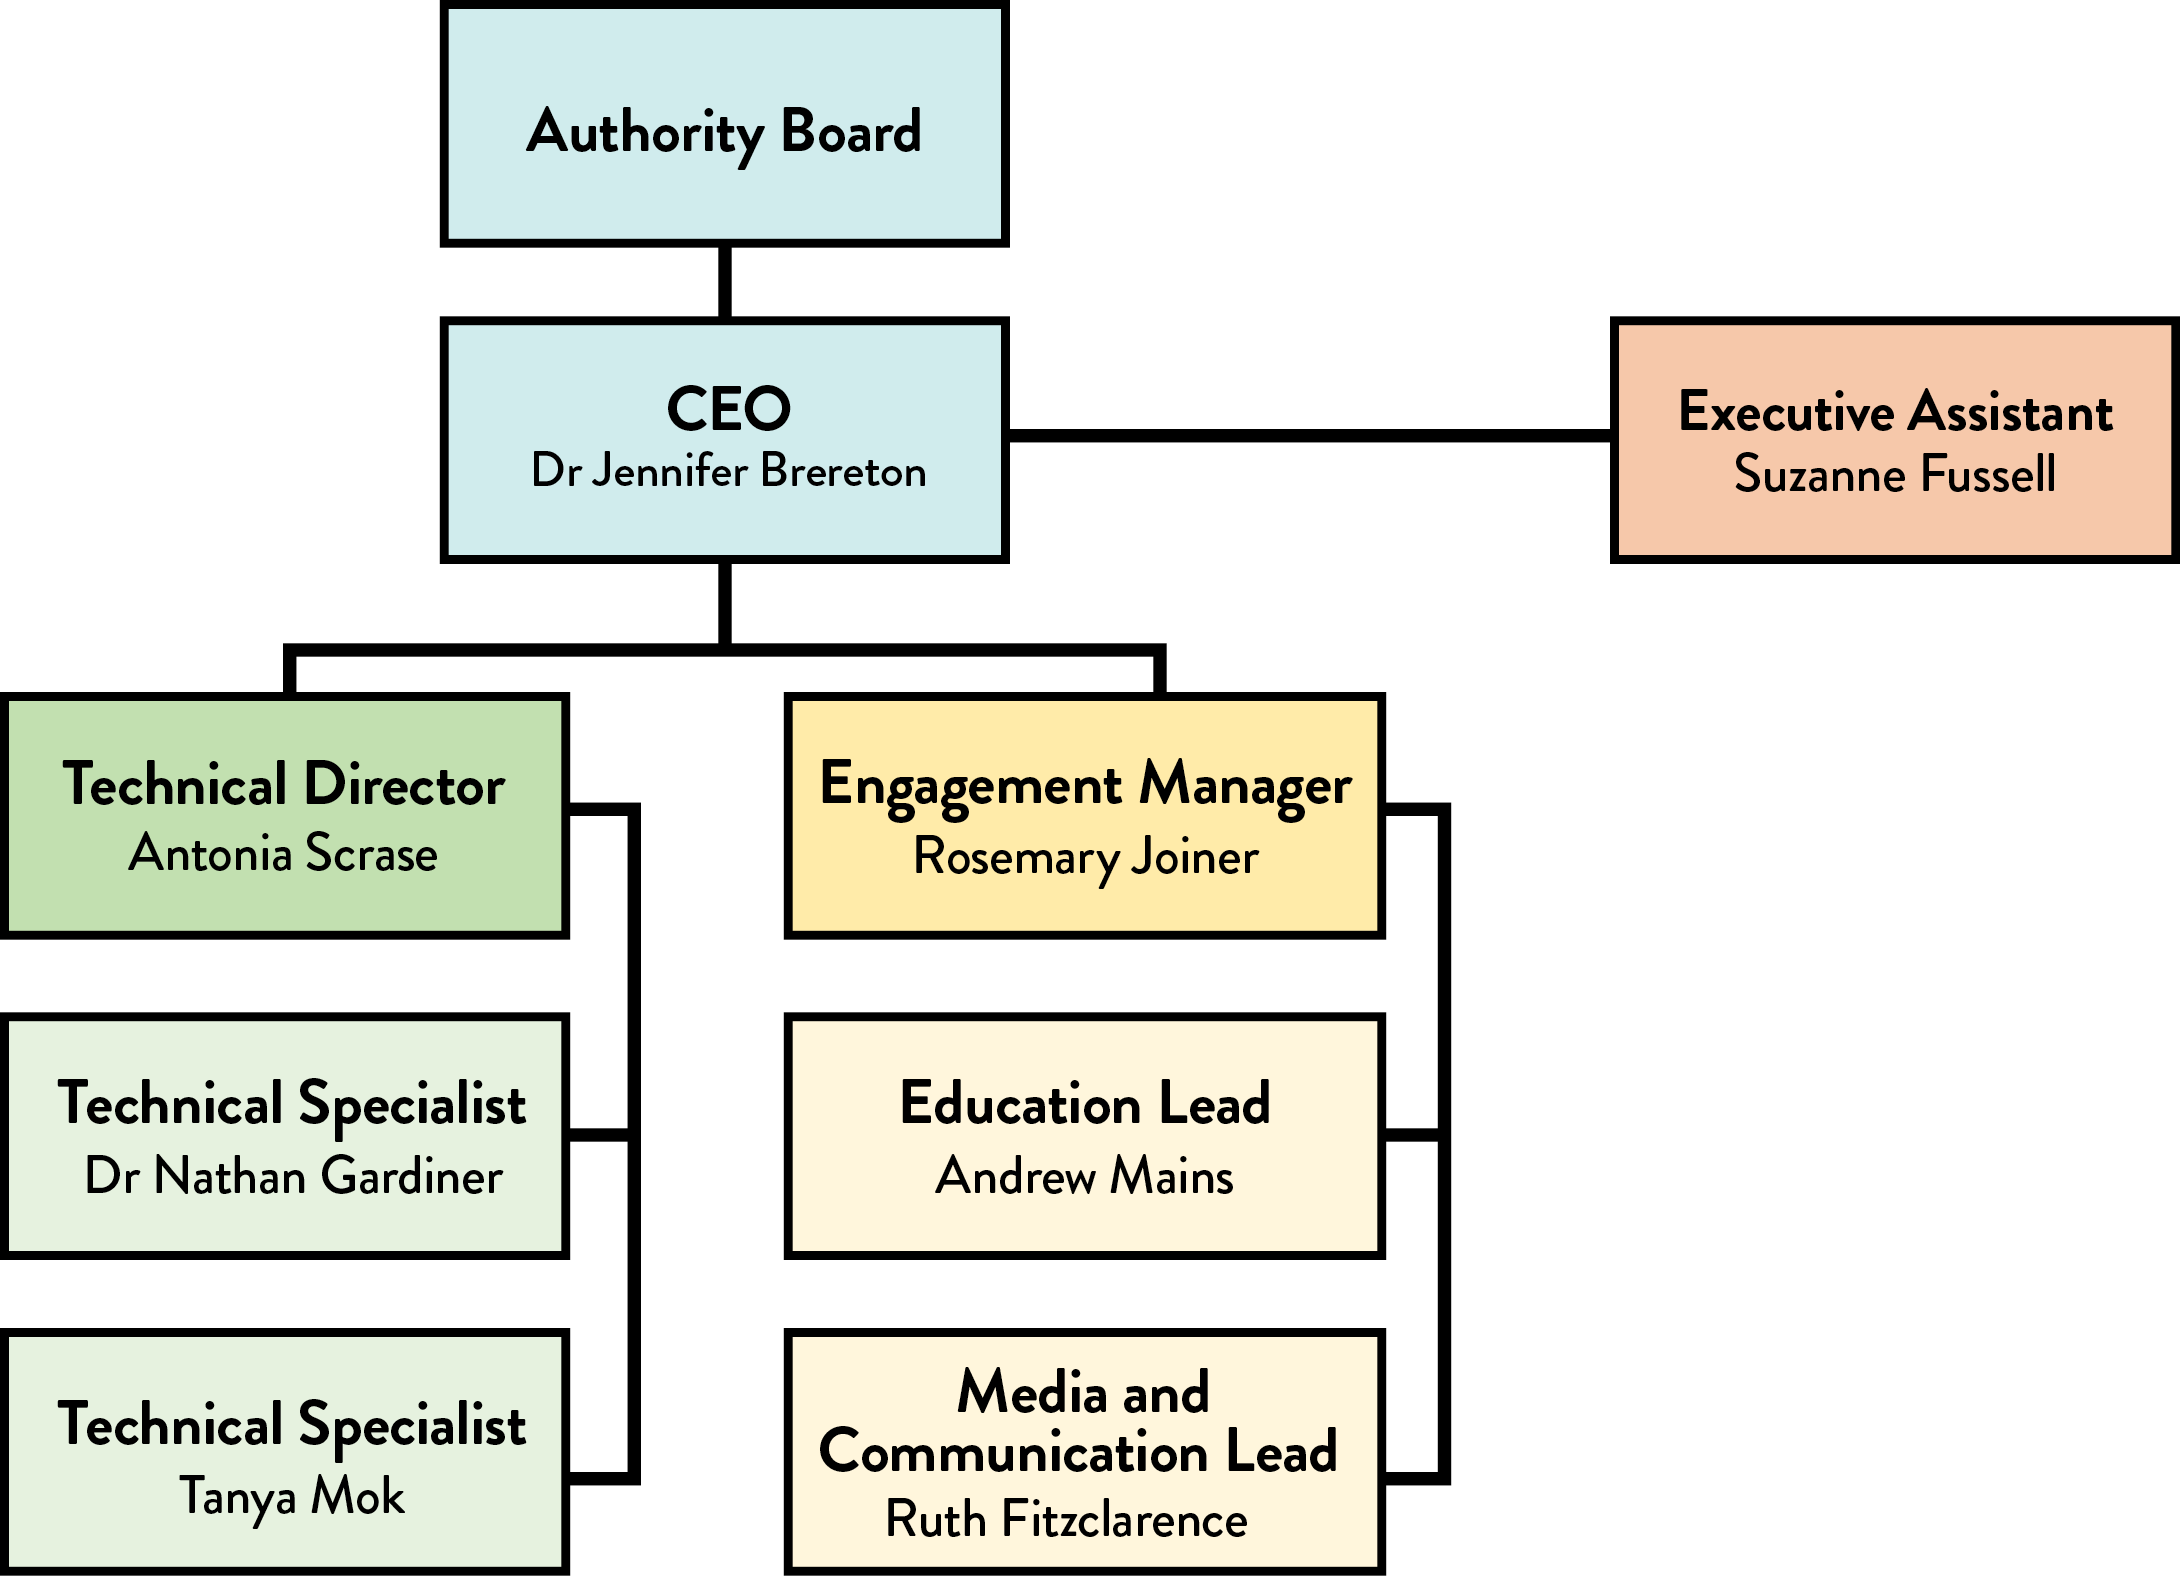 Authority Board
CEO
Dr Jennifer Brereton
Executive Assistant
Suzanne Fussell
Technical Director
Antonia Scrase
Engagement Manager
Rosemary Joiner
Technical Specialist
Dr Nathan Gardiner
Education Lead
Andrew Mains
Technical Specialist
Tanya Mok
Media and
Communication Lead
Ruth Fitzclarence